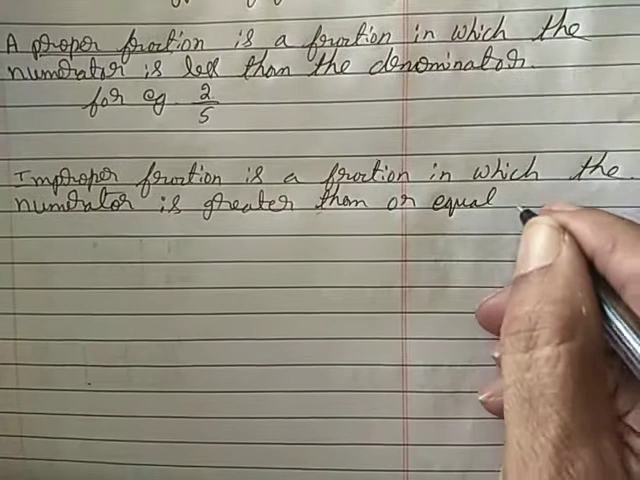 A proper fraction is a fraction in which the
numerator is less than the denominator.
for eg 2/5
Improper fraction is a fraction in which the
numerator is greater than or equal